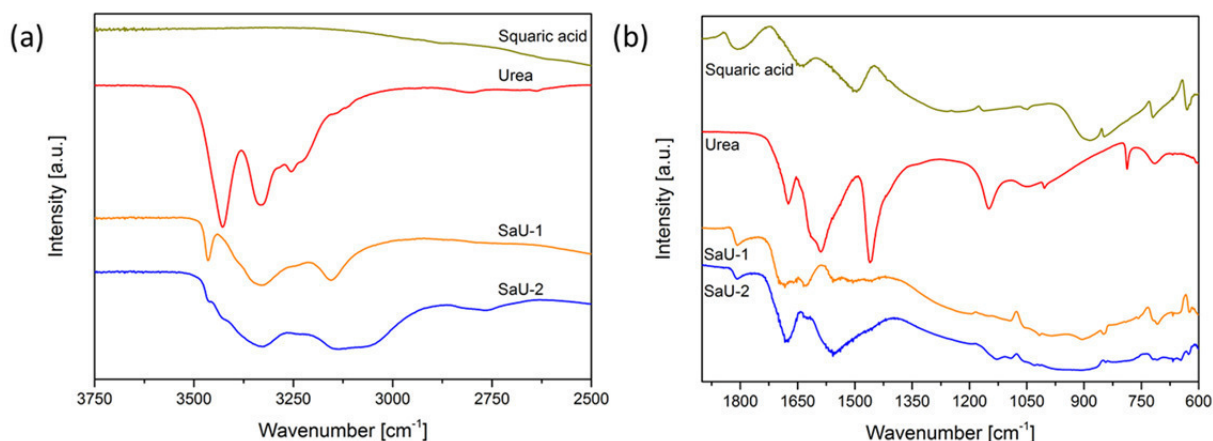 (a)
Squaric acid
Urea
SaU-1
SaU-2
Intensity [a.u.]
3750 3500 3250 3000 2750 2500
Wavenumber [cm⁻¹]
(b)
Squaric acid
Urea
SaU-1
SaU-2
Intensity [a.u.]
1800 1650 1500 1350 1200 1050 900 750 600
Wavenumber [cm⁻¹]